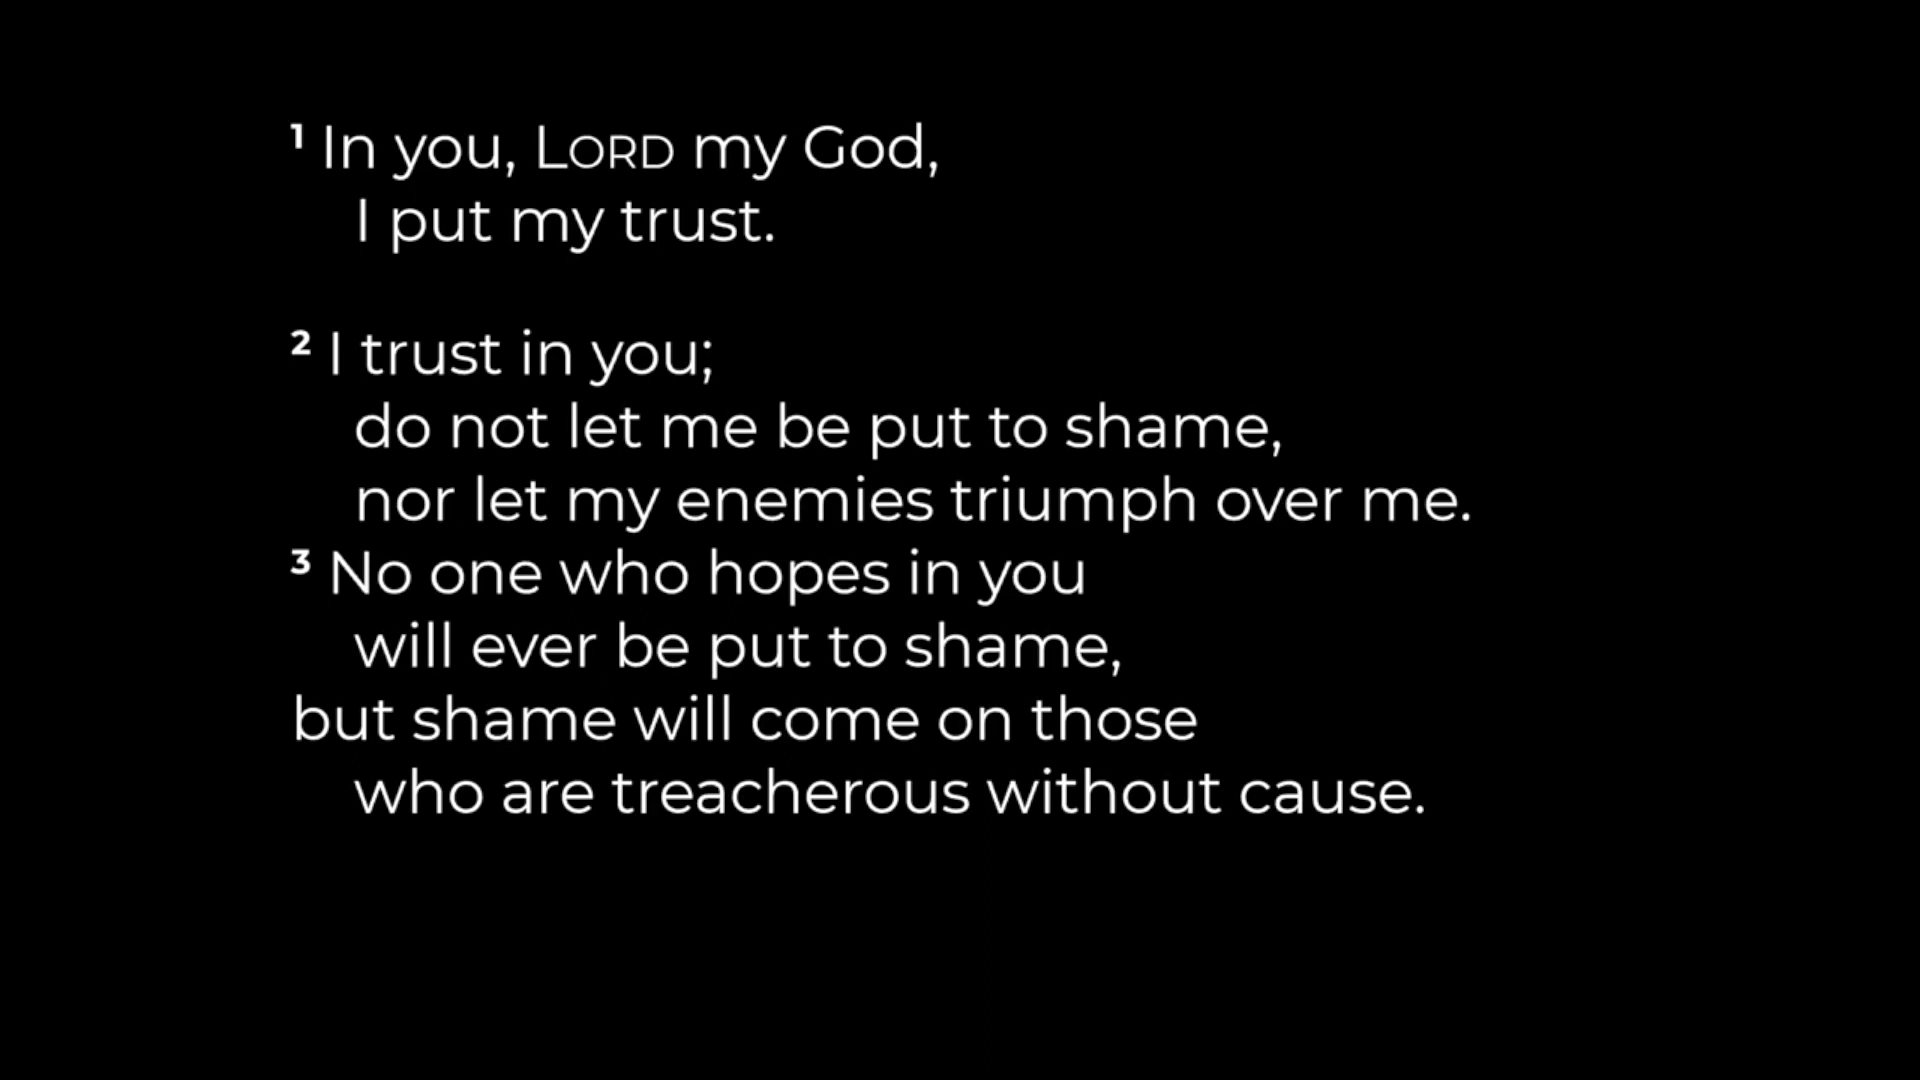 1 In you, LORD my God,
I put my trust.
2 I trust in you;
do not let me be put to shame,
nor let my enemies triumph over me.
3 No one who hopes in you
will ever be put to shame,
but shame will come on those
who are treacherous without cause.